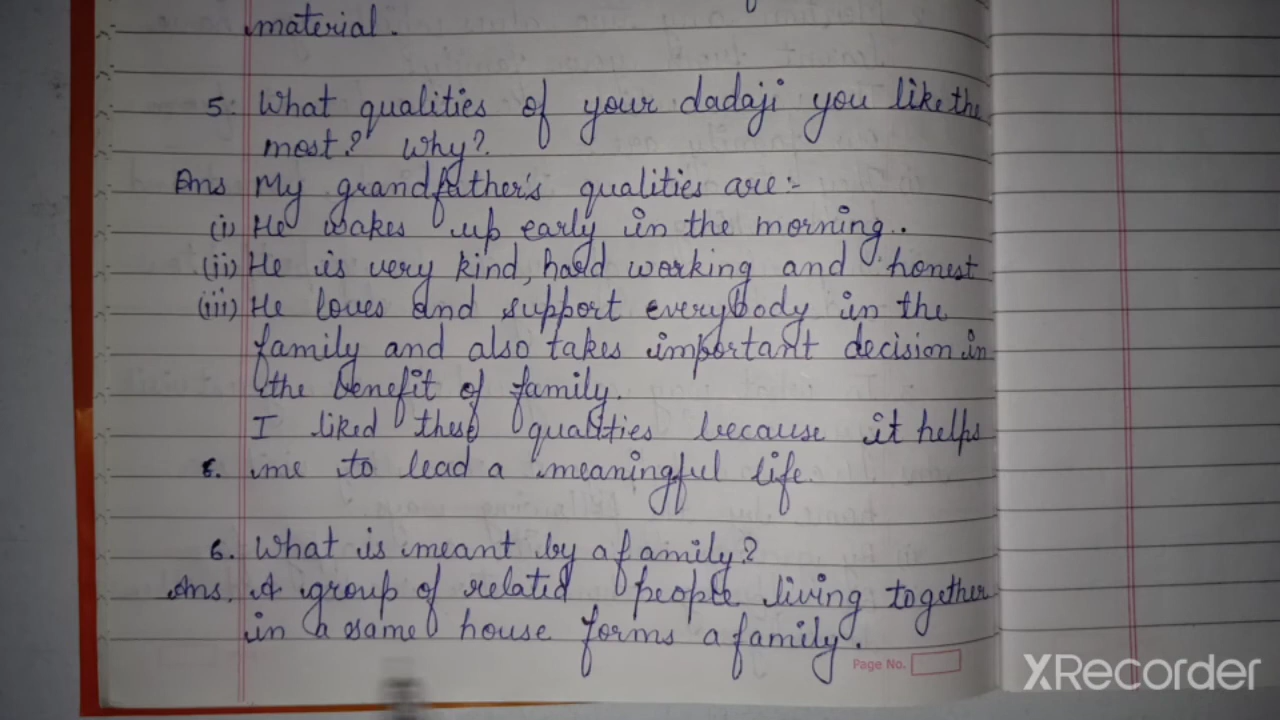 material.
5. What qualities of your dadaji you like the
most? Why?
Ans My grandfather's qualities are:-
(i) He wakes up early in the morning..
(ii) He is very kind, hard working and honest
(iii) He loves and support everybody in the
family and also takes important decision in
the benefit of family.
I liked these qualities because it helps
6. me to lead a meaningful life.
6. What is meant by a family?
Ans. A group of related people living together
in a same house forms a family.
Page No.
XRecorder